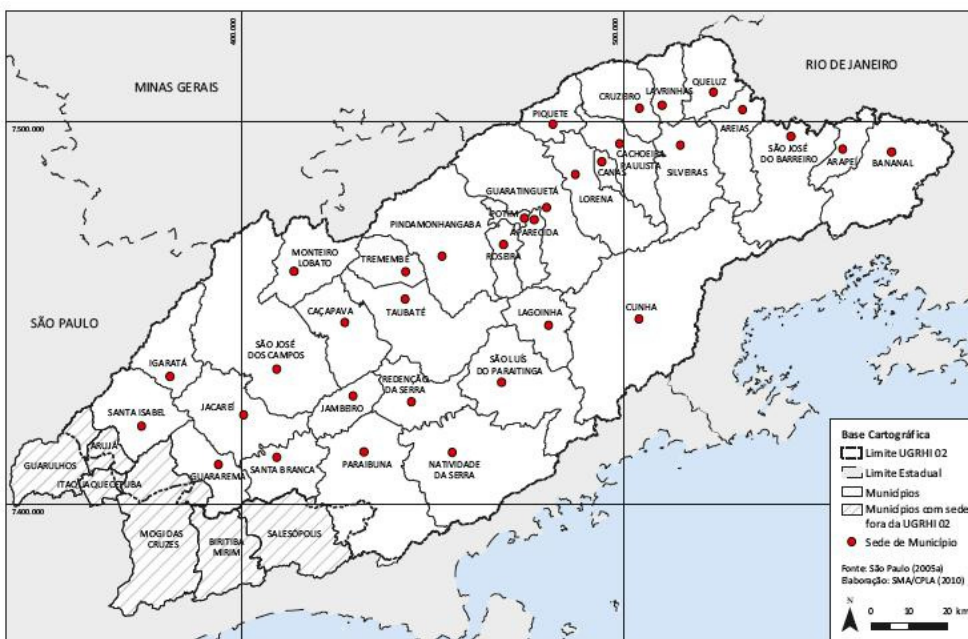 400.000
500.000
MINAS GERAIS
RIO DE JANEIRO
QUELUZ
LAVRINHAS
CRUZEIRO
PIQUETE
7.500.000
AREIAS
SÃO JOSÉ
DO BARREIRO
ARAPEÍ
BANANAL
CACHOEIRA
PAULISTA
CANAS
SILVEIRAS
LORENA
GUARATINGUETÁ
POTIM
APARECIDA
PINDAMONHANGABA
ROSEIRA
MONTEIRO
LOBATO
TREMEMBÉ
TAUBATÉ
CAÇAPAVA
LAGOINHA
CUNHA
SÃO PAULO
SÃO JOSÉ
DOS CAMPOS
SÃO LUÍS
DO PARAITINGA
IGARATÁ
REDENÇÃO
DA SERRA
JAMBEIRO
JACAREÍ
SANTA ISABEL
ARUJÁ
GUARULHOS
ITAQUAQUECETUBA
GUARAREMA
SANTA BRANCA
PARAIBUNA
NATIVIDADE
DA SERRA
7.400.000
MOGI DAS
CRUZES
BIRITIBA
MIRIM
SALESÓPOLIS
Base Cartográfica
Limite UGRHI 02
Limite Estadual
Municípios
Municípios com sede
fora da UGRHI 02
Sede de Município
Fonte: São Paulo (2005a)
Elaboração: SMA/CPLA (2010)
N
0 10 20 km